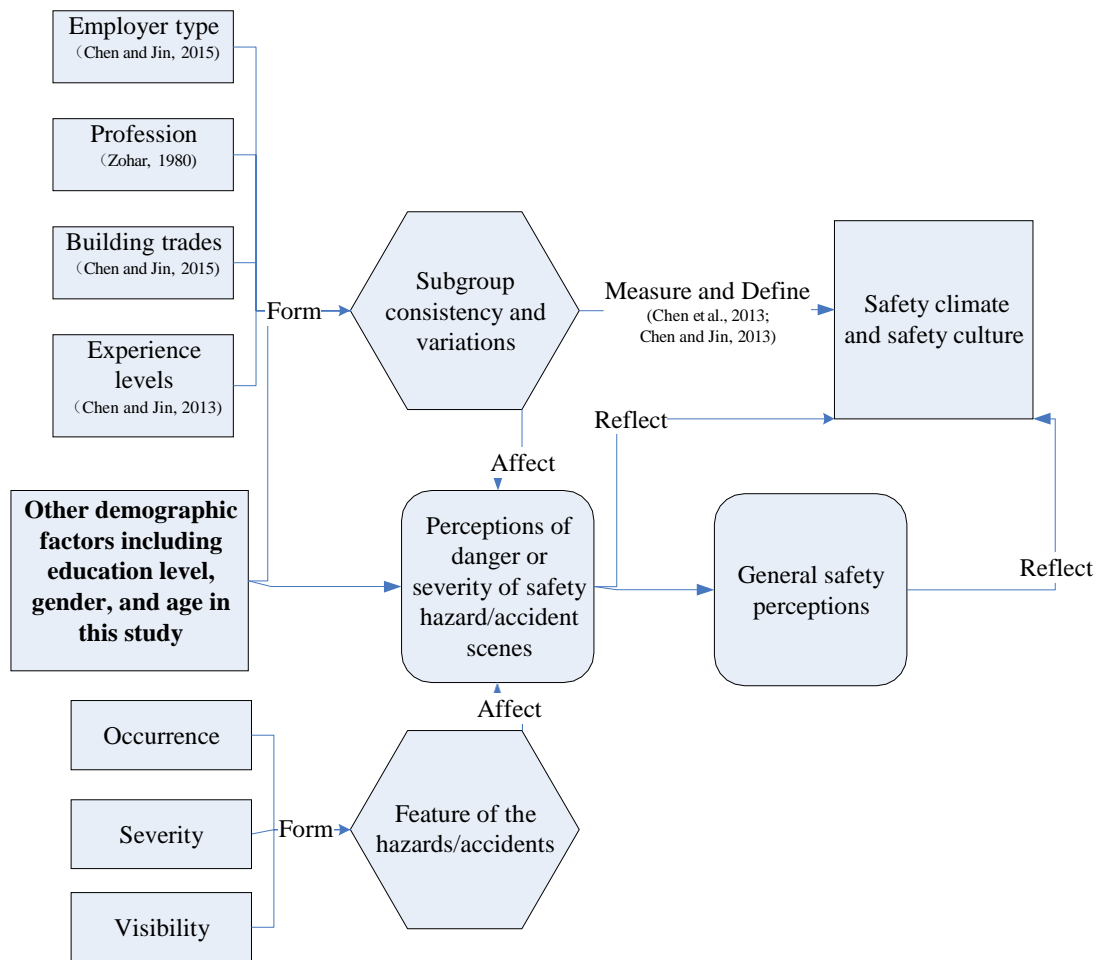 Employer type
（Chen and Jin, 2015)
Profession
（Zohar, 1980)
Building trades
（Chen and Jin, 2015)
Experience
levels
（Chen and Jin, 2013)
Form
Subgroup
consistency and
variations
Measure and Define
(Chen et al., 2013;
Chen and Jin, 2013)
Safety climate
and safety culture
Reflect
Affect
Other demographic
factors including
education level,
gender, and age in
this study
Perceptions of
danger or
severity of safety
hazard/accident
scenes
General safety
perceptions
Reflect
Affect
Occurrence
Severity
Visibility
Form
Feature of the
hazards/accidents